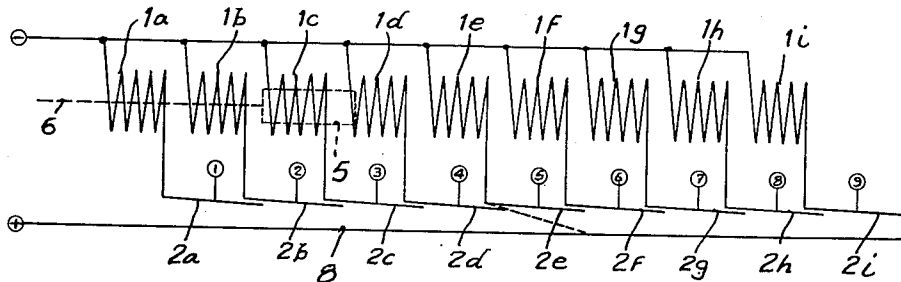 1a 1b 1c 1d 1e 1f 1g 1h 1i
⊖
6 5
① ② ③ ④ ⑤ ⑥ ⑦ ⑧ ⑨
⊕
2a 2b 8 2c 2d 2e 2f 2g 2h 2i